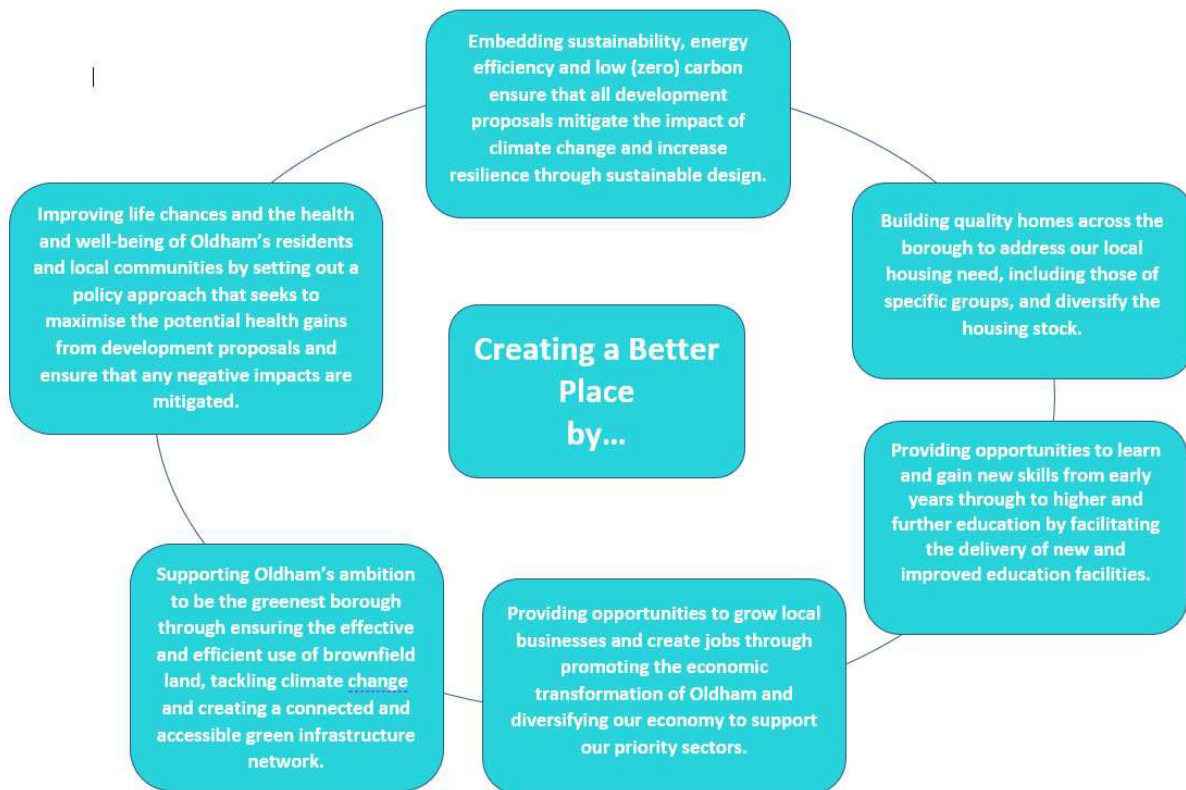 Embedding sustainability, energy
efficiency and low (zero) carbon
ensure that all development
proposals mitigate the impact of
climate change and increase
resilience through sustainable design.
Building quality homes across the
borough to address our local
housing need, including those of
specific groups, and diversify the
housing stock.
Providing opportunities to learn
and gain new skills from early
years through to higher and
further education by facilitating
the delivery of new and
improved education facilities.
Providing opportunities to grow local
businesses and create jobs through
promoting the economic
transformation of Oldham and
diversifying our economy to support
our priority sectors.
Supporting Oldham’s ambition
to be the greenest borough
through ensuring the effective
and efficient use of brownfield
land, tackling climate change
and creating a connected and
accessible green infrastructure
network.
Improving life chances and the health
and well-being of Oldham’s residents
and local communities by setting out a
policy approach that seeks to
maximise the potential health gains
from development proposals and
ensure that any negative impacts are
mitigated.
Creating a Better
Place
by…